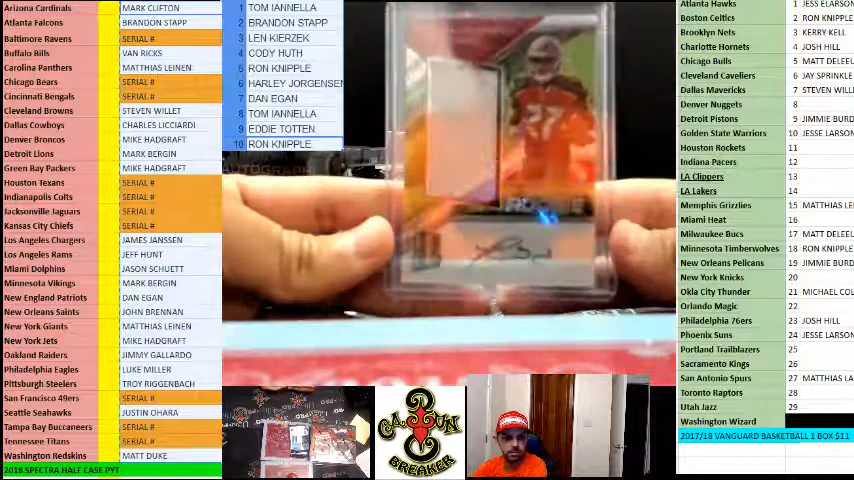 Arizona Cardinals MARK CLIFTON
Atlanta Falcons BRANDON STAPP
Baltimore Ravens SERIAL #
Buffalo Bills VAN RICKS
Carolina Panthers MATTHIAS LEINEN
Chicago Bears SERIAL #
Cincinnati Bengals SERIAL #
Cleveland Browns STEVEN WILLET
Dallas Cowboys CHARLES LICCIARDI
Denver Broncos MIKE HADGRAFT
Detroit Lions MARK BERGIN
Green Bay Packers MIKE HADGRAFT
Houston Texans SERIAL #
Indianapolis Colts SERIAL #
Jacksonville Jaguars SERIAL #
Kansas City Chiefs SERIAL #
Los Angeles Chargers JAMES JANSSEN
Los Angeles Rams JEFF HUNT
Miami Dolphins JASON SCHUETT
Minnesota Vikings MARK BERGIN
New England Patriots DAN EGAN
New Orleans Saints JOHN BRENNAN
New York Giants MATTHIAS LEINEN
New York Jets MIKE HADGRAFT
Oakland Raiders JIMMY GALLARDO
Philadelphia Eagles LUKE MILLER
Pittsburgh Steelers TROY RIGGENBACH
San Francisco 49ers SERIAL #
Seattle Seahawks JUSTIN OHARA
Tampa Bay Buccaneers SERIAL #
Tennessee Titans SERIAL #
Washington Redskins MATT DUKE
2018 SPECTRA HALF CASE PYT
1 TOM IANNELLA
2 BRANDON STAPP
3 LEN KIERZEK
4 CODY HUTH
5 RON KNIPPLE
6 HARLEY JORGENSEN
7 DAN EGAN
8 TOM IANNELLA
9 EDDIE TOTTEN
10 RON KNIPPLE
AUTOGRAPH
ROOKIE
CAJUN
BREAKER
Atlanta Hawks 1 JESS ELARSON
Boston Celtics 2 RON KNIPPLE
Brooklyn Nets 3 KERRY KELL
Charlotte Hornets 4 JOSH HILL
Chicago Bulls 5 MATT DELEEU
Cleveland Cavaliers 6 JAY SPRINKLE
Dallas Mavericks 7 STEVEN WILL
Denver Nuggets 8
Detroit Pistons 9 JIMMIE BURD
Golden State Warriors 10 JESSE LARSON
Houston Rockets 11
Indiana Pacers 12
LA Clippers 13
LA Lakers 14
Memphis Grizzlies 15 MATTHIAS LE
Miami Heat 16
Milwaukee Bucks 17 MATT DELEEU
Minnesota Timberwolves 18 RON KNIPPLE
New Orleans Pelicans 19 JIMMIE BURD
New York Knicks 20
Okla City Thunder 21 MICHAEL COL
Orlando Magic 22
Philadelphia 76ers 23 JOSH HILL
Phoenix Suns 24 JESSE LARSON
Portland Trailblazers 25
Sacramento Kings 26
San Antonio Spurs 27 MATTHIAS LA
Toronto Raptors 28
Utah Jazz 29
Washington Wizard
2017/18 VANGUARD BASKETBALL 1 BOX $11